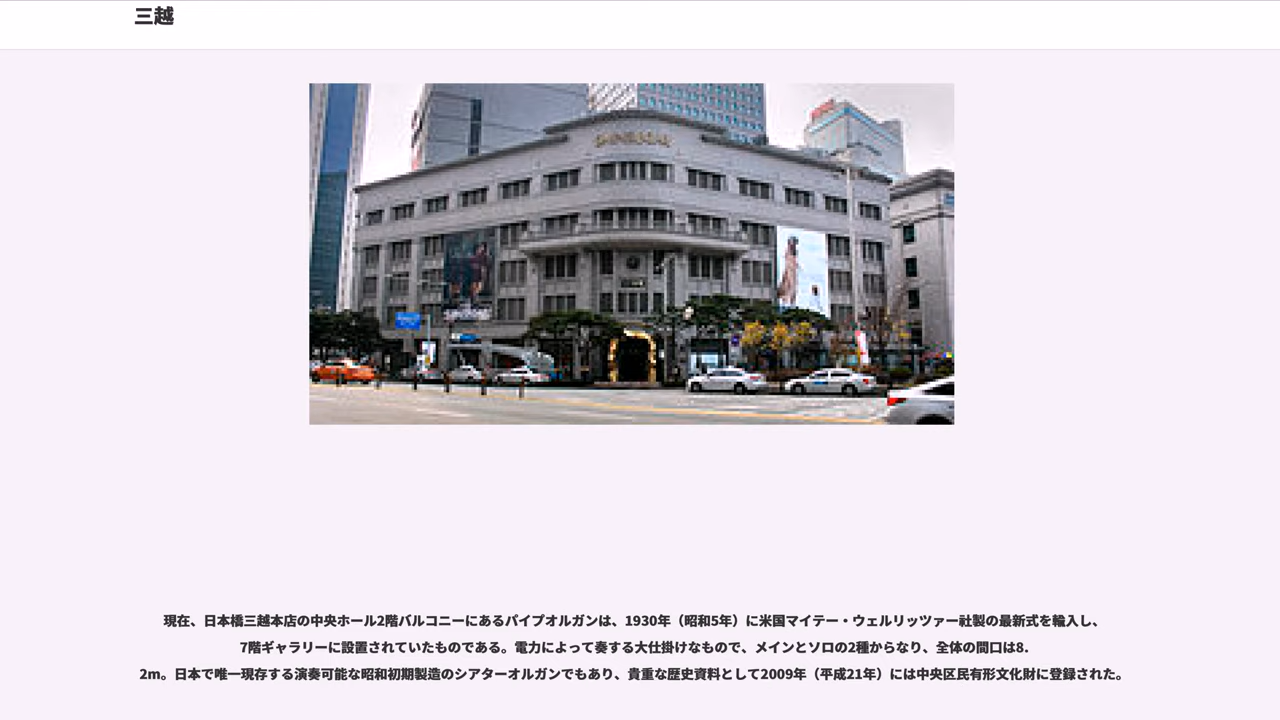 三越
現在、日本橋三越本店の中央ホール2階バルコニーにあるパイプオルガンは、1930年（昭和5年）に米国マイテー・ウェルリッツァー社製の最新式を輸入し、
7階ギャラリーに設置されていたものである。電力によって奏する大仕掛けなもので、メインとソロの2種からなり、全体の間口は8.
2m。日本で唯一現存する演奏可能な昭和初期製造のシアターオルガンでもあり、貴重な歴史資料として2009年（平成21年）には中央区民有形文化財に登録された。